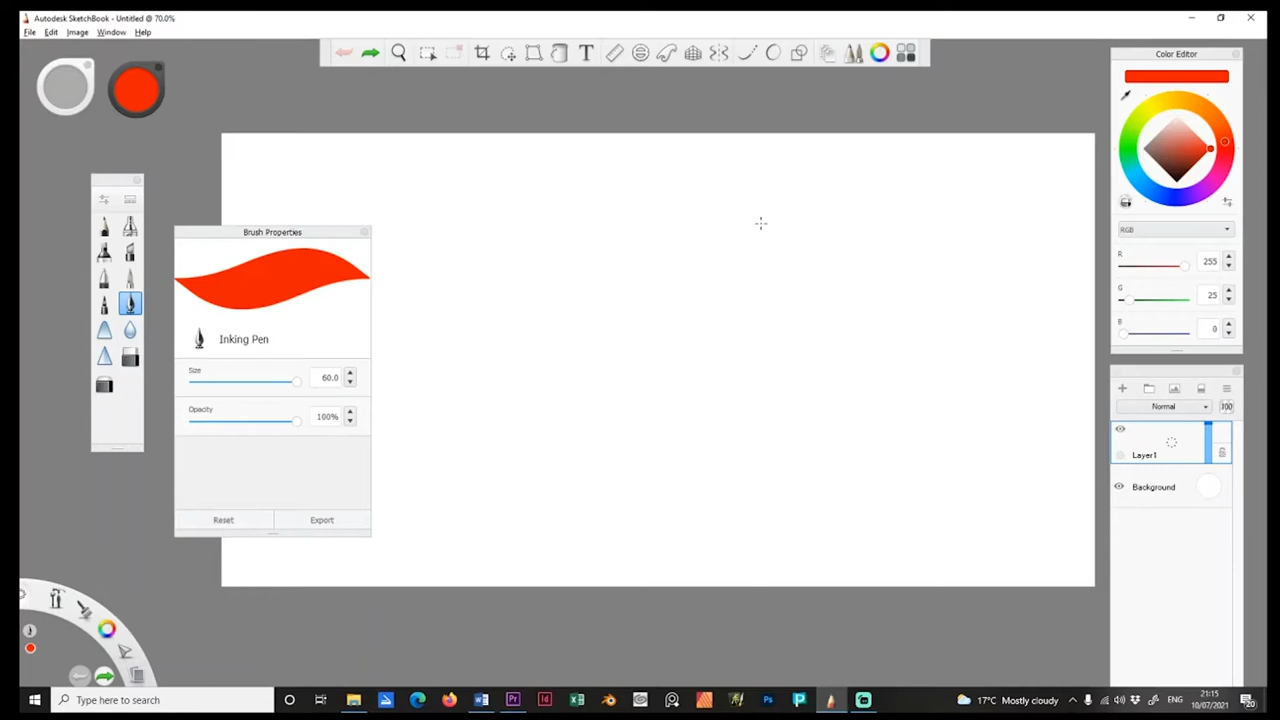 Autodesk SketchBook - Untitled @ 70.0%
File Edit Image Window Help
T
Color Editor
Brush Properties
RGB
R 255
G 25
B 0
Inking Pen
Size 60.0
Opacity 100%
Reset Export
Normal 100
Layer1
Background
Type here to search
17°C Mostly cloudy ENG 21:15
10/07/2021 20